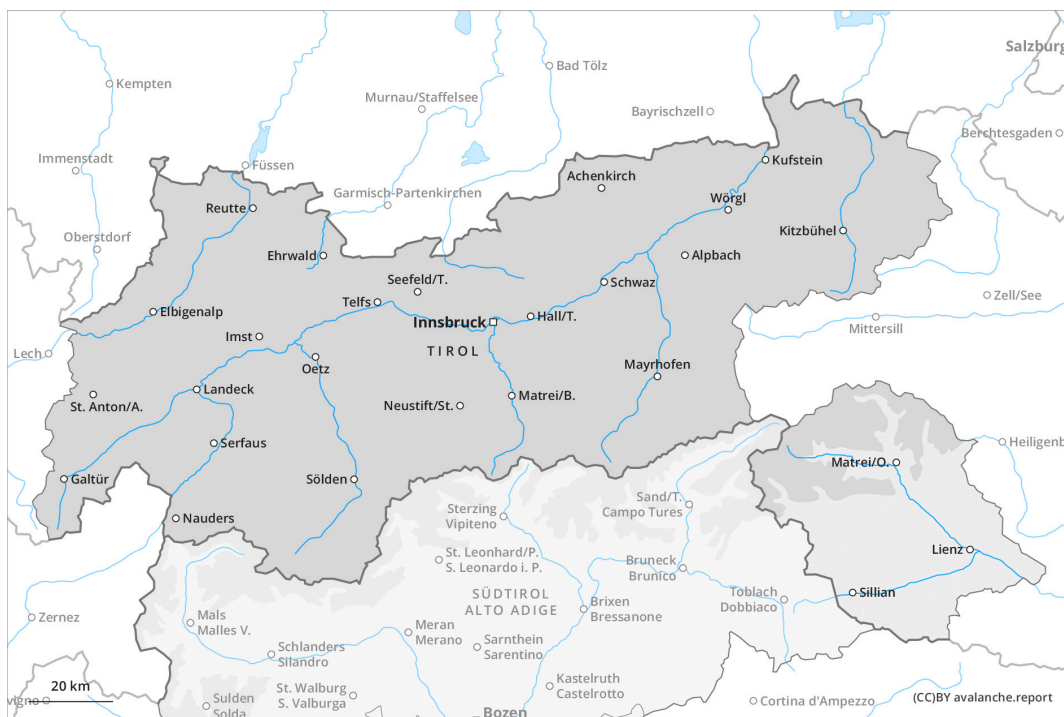 Salzburg
Bad Tölz
Kempten
Murnau/Staffelsee
Bayrischzell
Berchtesgaden
Immenstadt
Füssen
Kufstein
Achenkirch
Garmisch-Partenkirchen
Wörgl
Reutte
Kitzbühel
Oberstdorf
Ehrwald
Alpbach
Seefeld/T.
Schwaz
Zell/See
Telfs
Elbigenalp
Hall/T.
Mittersill
Innsbruck
Imst
TIROL
Lech
Oetz
Mayrhofen
Landeck
Matrei/B.
St. Anton/A.
Neustift/St.
Serfaus
Heiligenb
Matrei/O.
Galtür
Sölden
Sand/T.
Campo Tures
Sterzing
Vipiteno
Nauders
Lienz
St. Leonhard/P.
S. Leonardo i. P.
Bruneck
Brunico
SÜDTIROL
ALTO ADIGE
Sillian
Toblach
Dobbiaco
Brixen
Bressanone
Zernez
Mals
Malles V.
Meran
Merano
Sarnthein
Sarentino
Schlanders
Silandro
Kastelruth
Castelrotto
20 km
St. Walburg
S. Valburga
vigno
Sulden
Solda
Cortina d'Ampezzo
(CC)BY avalanche.report
Bozen